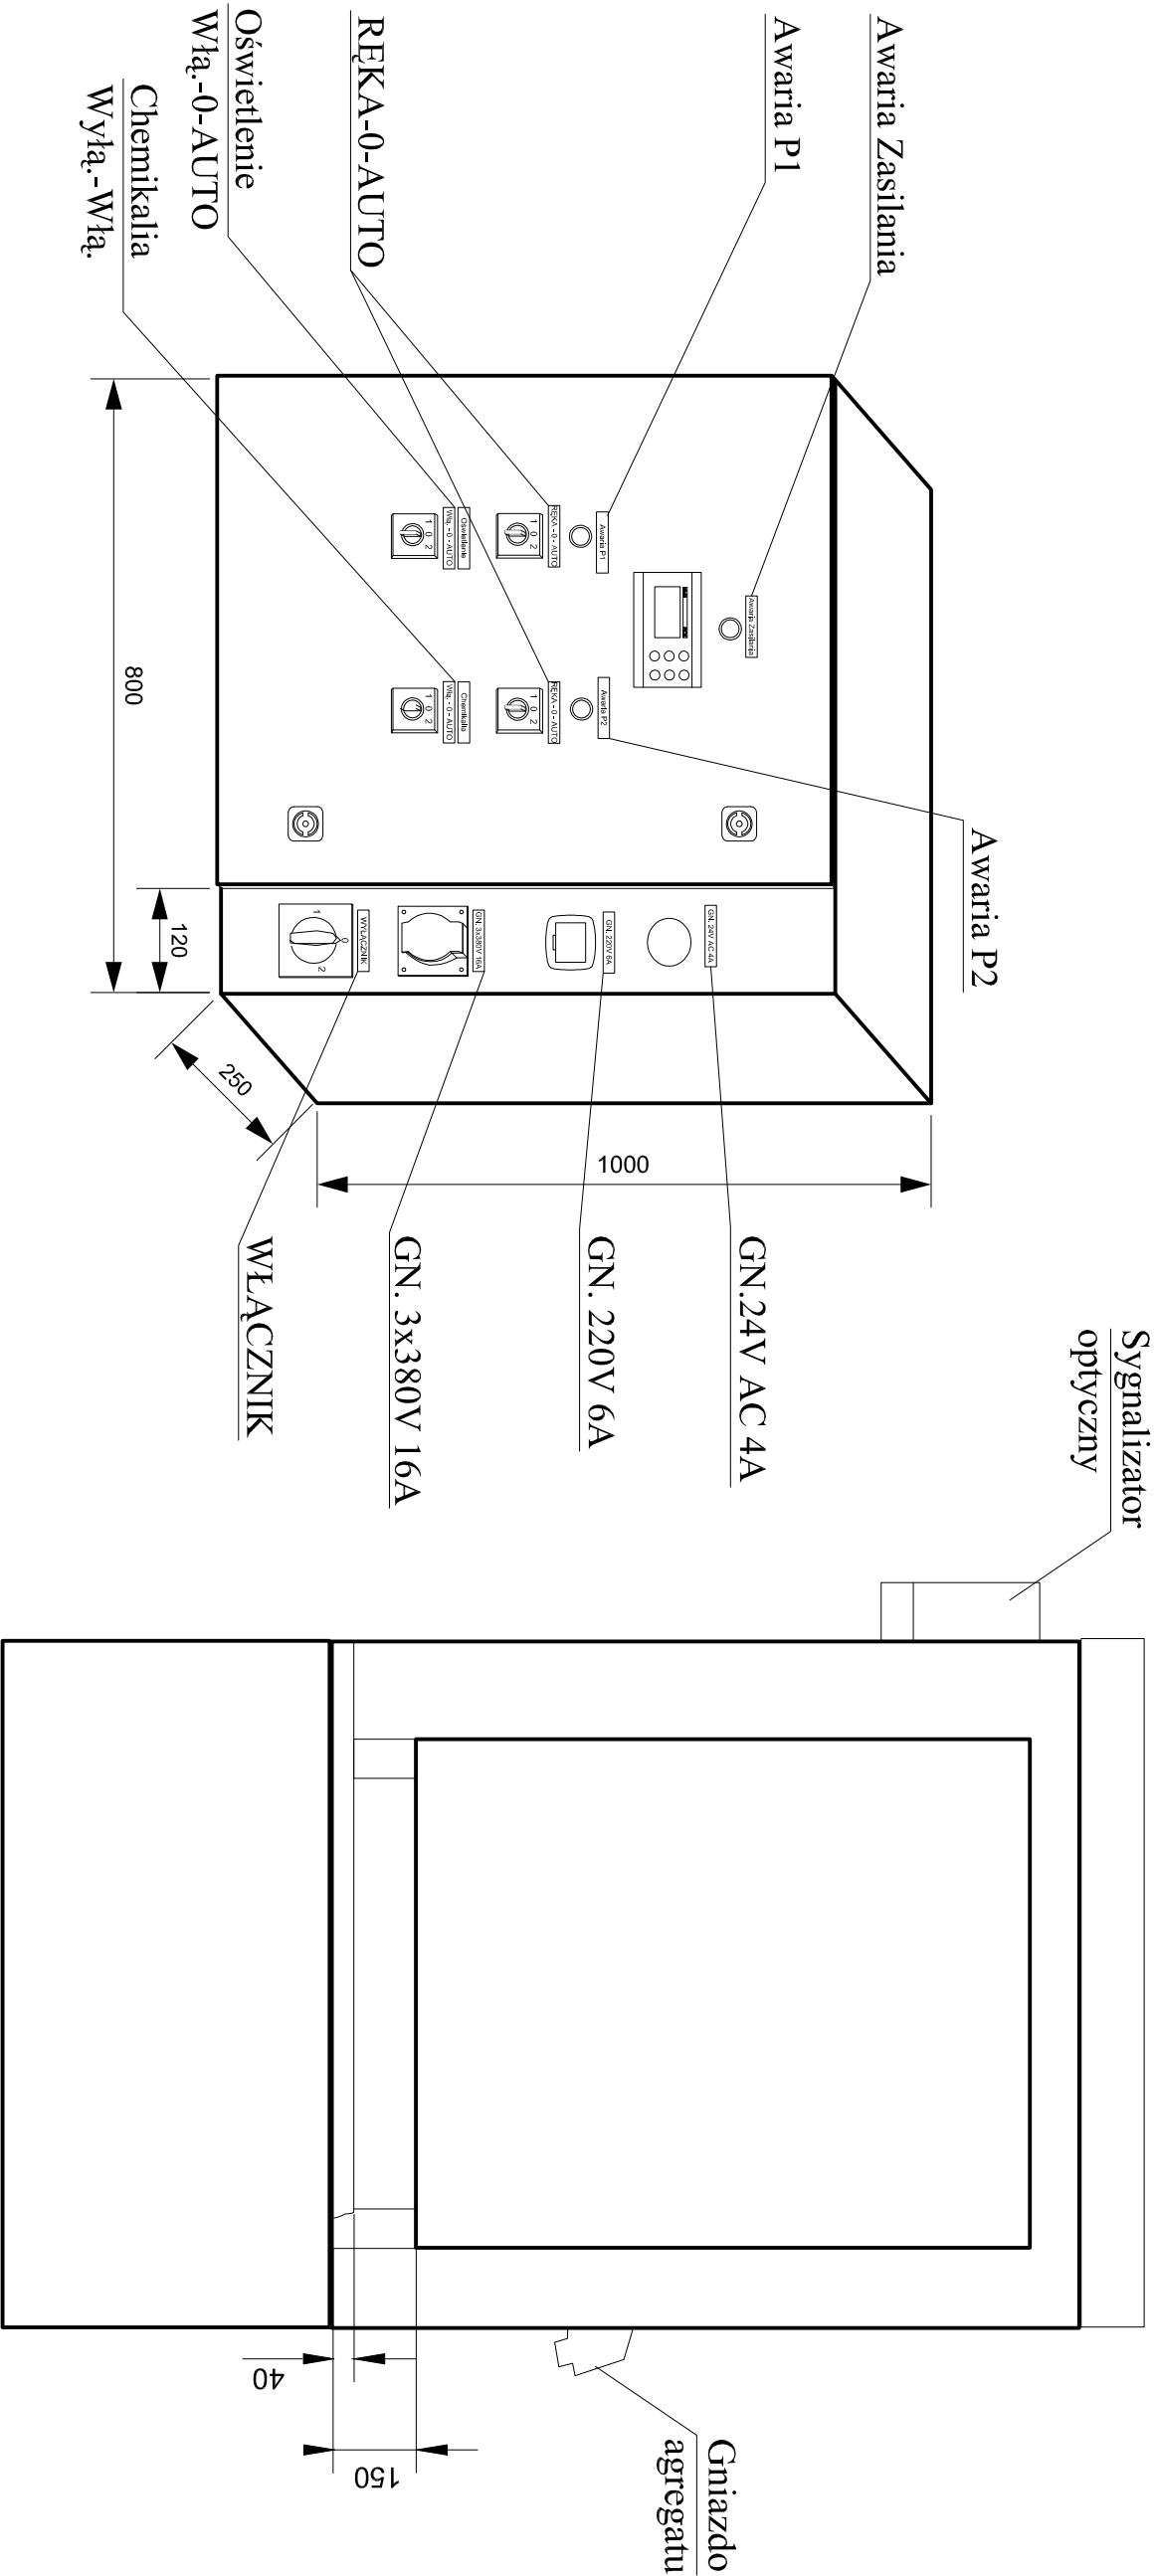 Awaria Zasilania
Awaria P1
RĘKA-0-AUTO
Oświetlenie
Włą.-0-AUTO
Chemikalia
Wyłą.-Włą.
Awaria Zasilania
Awaria P1
Awaria P2
RĘKA - 0 - AUTO
RĘKA - 0 - AUTO
1 0 2
1 0 2
Oświetlenie
Włą. - 0 - AUTO
Chemikalia
Włą. - 0 - AUTO
1 0 2
1 0 2
Awaria P2
GN. 24V AC 4A
GN. 220V 6A
GN. 3x380V 16A
WYŁĄCZNIK
1 0 2
800
120
250
1000
GN.24V AC 4A
GN. 220V 6A
GN. 3x380V 16A
WŁĄCZNIK
Sygnalizator
optyczny
40
150
Gniazdo
agregatu